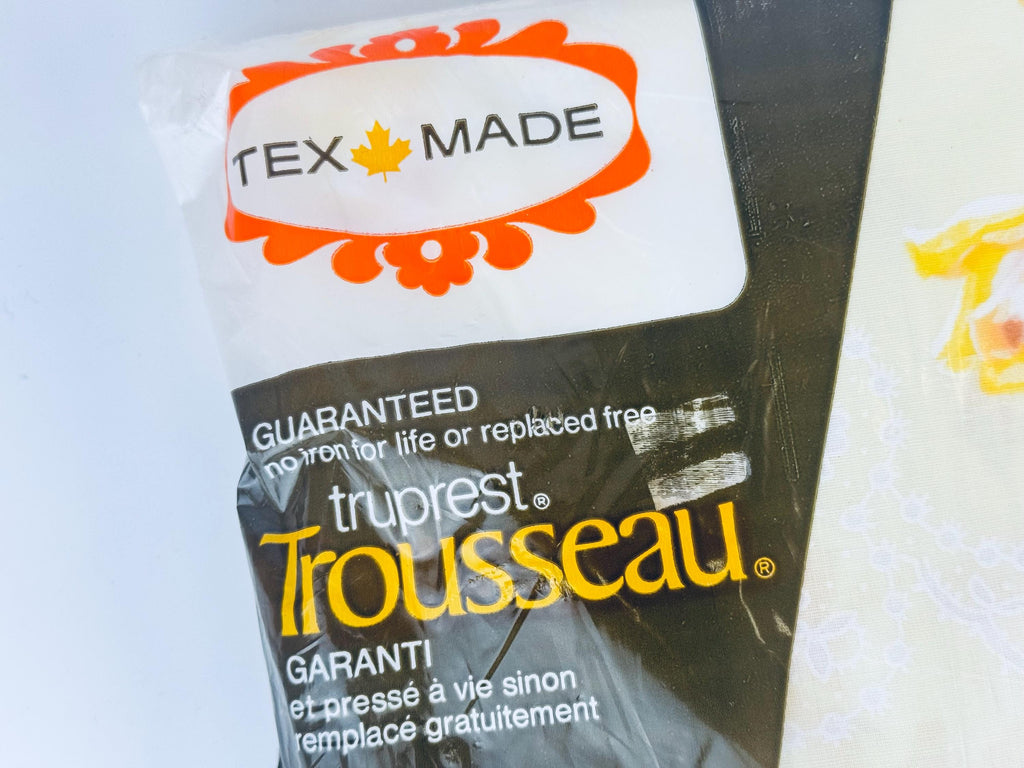 TEX MADE
GUARANTEED
no iron for life or replaced free
truprest®
Trousseau®
GARANTI
et pressé à vie sinon
remplacé gratuitement